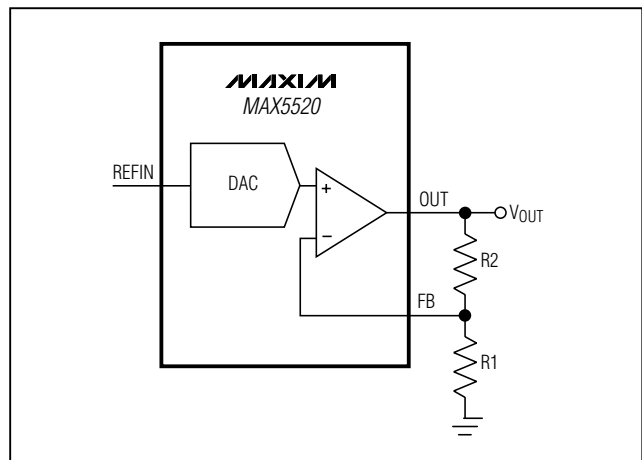 MAXIM
MAX5520
REFIN
DAC
+
−
OUT
VOUT
R2
FB
R1